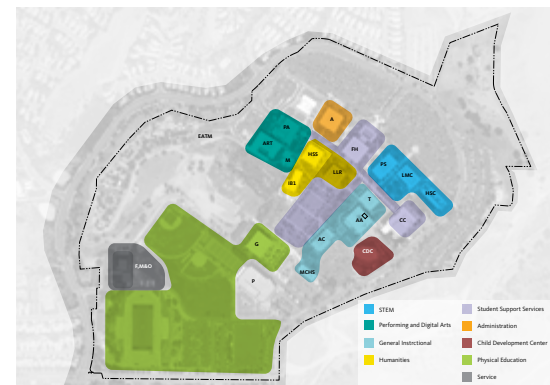 A
PA
EATM
ART
FH
HSS
M
PS
LLR
LMC
IB1
HSC
T
AA
CC
AC
G
CDC
F,M&O
MCHS
P
STEM
Performing and Digital Arts
General Instrctional
Humanities
Student Support Services
Administration
Child Development Center
Physical Education
Service